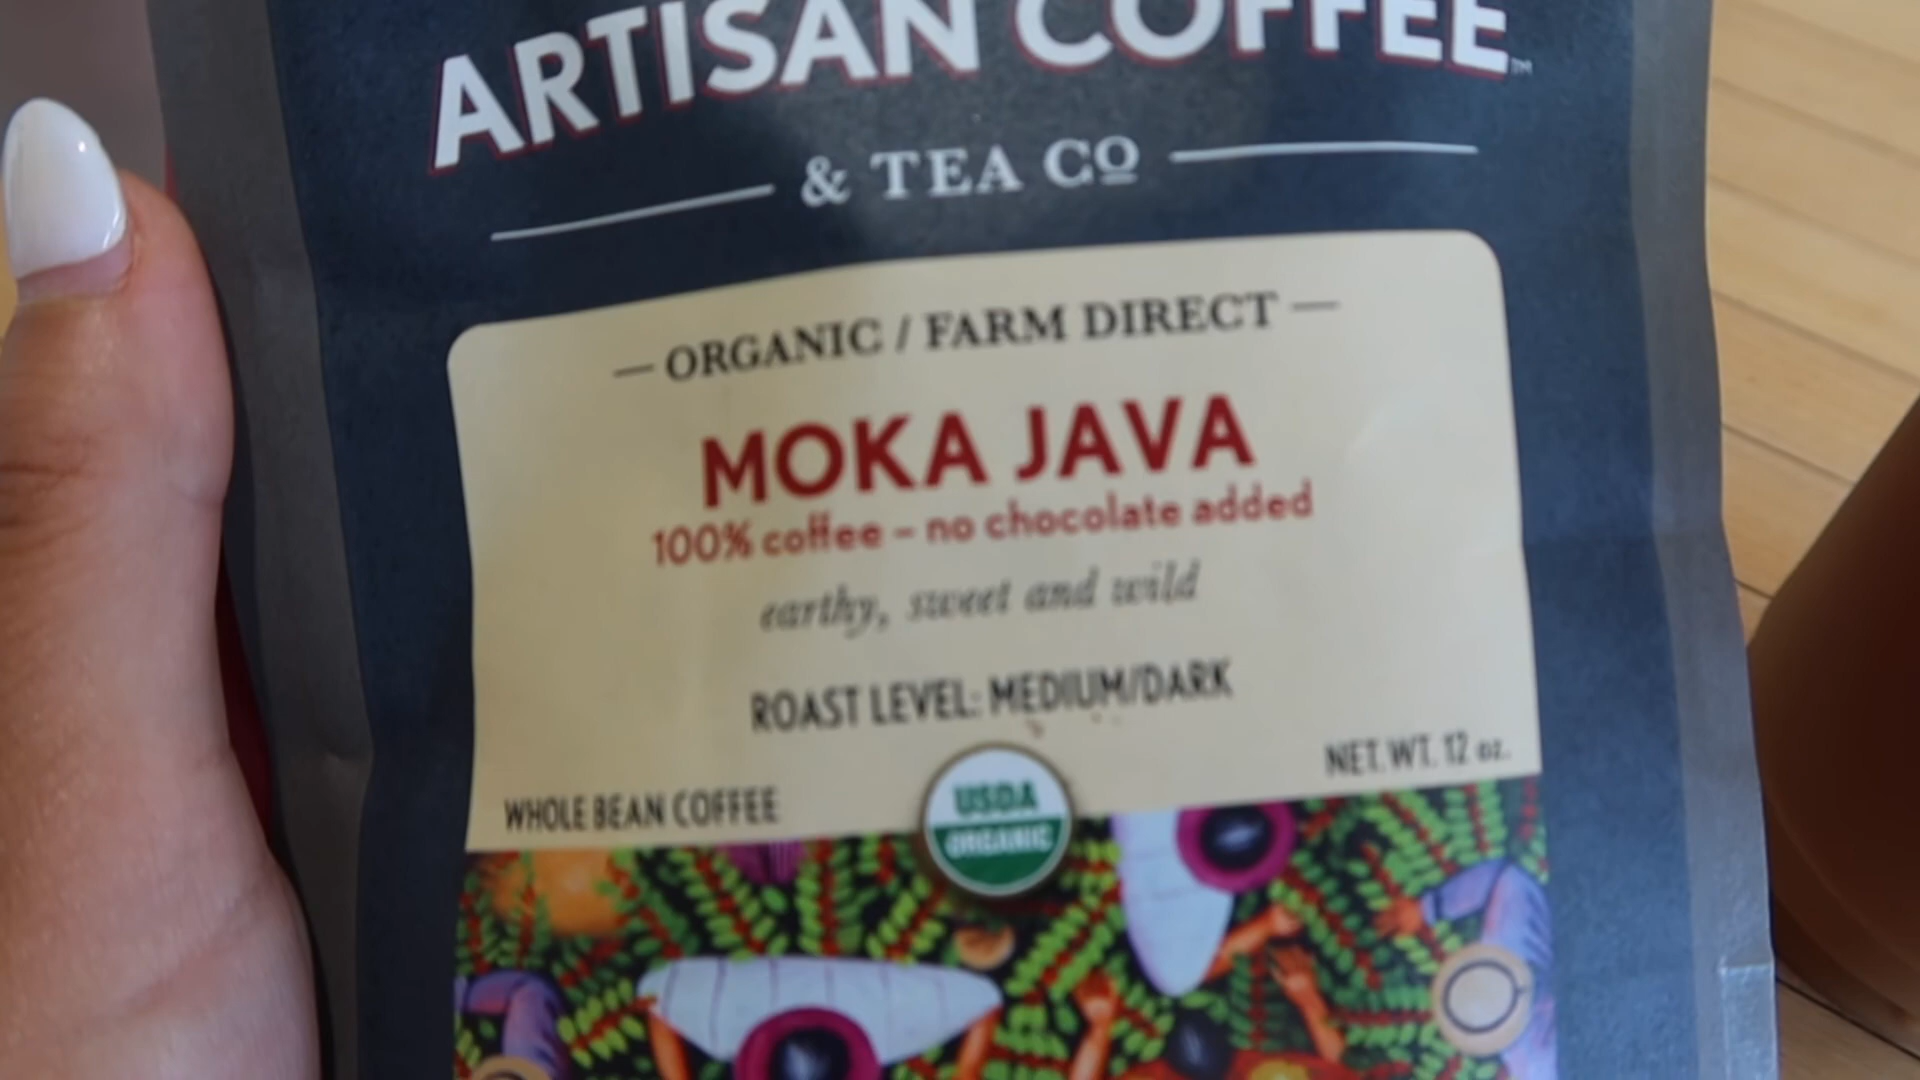 ARTISAN COFFEE™
& TEA CO
— ORGANIC / FARM DIRECT —
MOKA JAVA
100% coffee – no chocolate added
earthy, sweet and wild
ROAST LEVEL: MEDIUM/DARK
NET. WT. 12 oz.
WHOLE BEAN COFFEE
USDA
ORGANIC